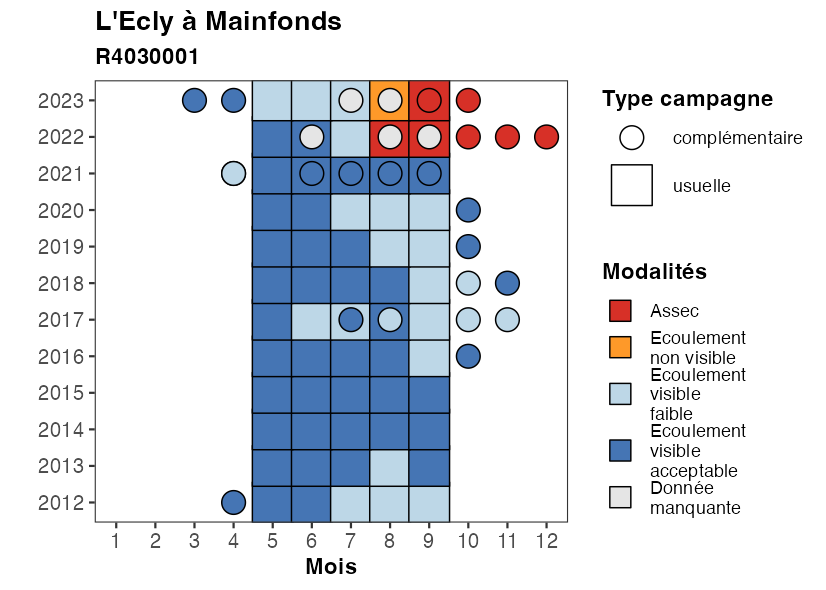 L'Ecly à Mainfonds
R4030001
2023
2022
2021
2020
2019
2018
2017
2016
2015
2014
2013
2012
1 2 3 4 5 6 7 8 9 10 11 12
Mois
Type campagne
complémentaire
usuelle
Modalités
Assec
Ecoulement
non visible
Ecoulement
visible
faible
Ecoulement
visible
acceptable
Donnée
manquante